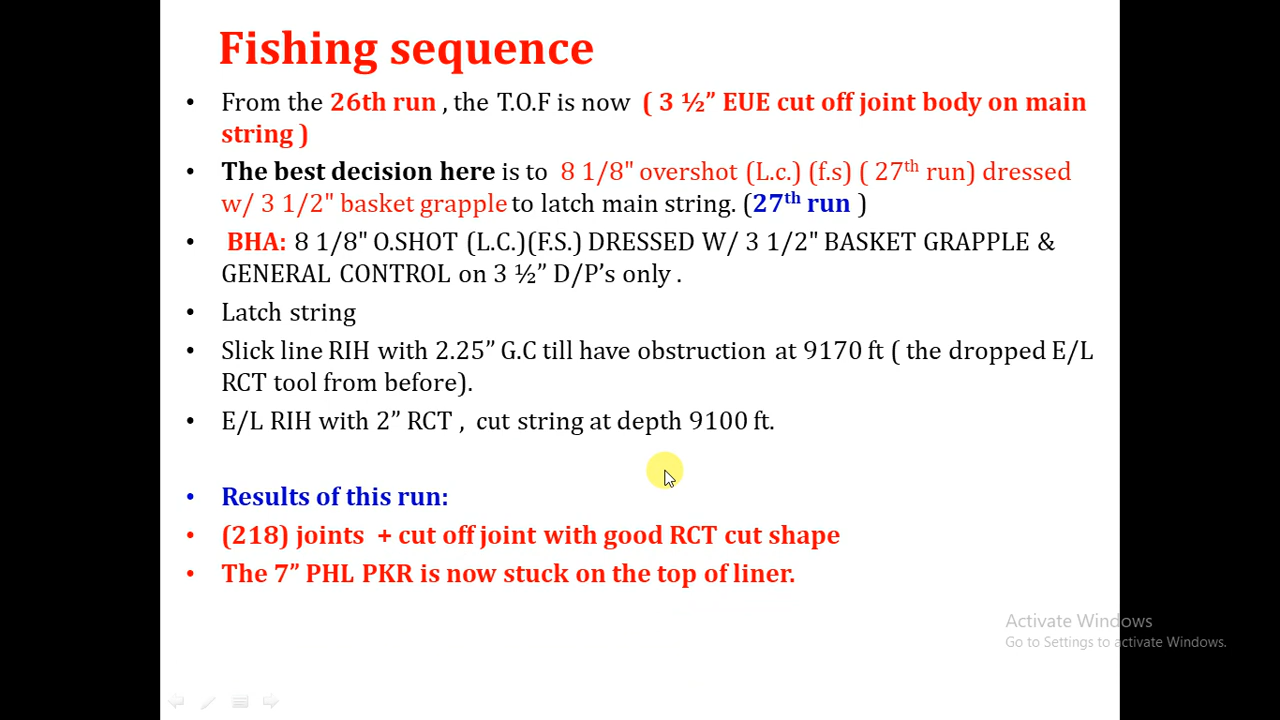 Fishing sequence
• From the 26th run , the T.O.F is now ( 3 ½” EUE cut off joint body on main
string )
• The best decision here is to 8 1/8" overshot (L.c.) (f.s) ( 27th run) dressed
w/ 3 1/2" basket grapple to latch main string. (27th run )
• BHA: 8 1/8" O.SHOT (L.C.)(F.S.) DRESSED W/ 3 1/2" BASKET GRAPPLE &
GENERAL CONTROL on 3 ½” D/P’s only .
• Latch string
• Slick line RIH with 2.25” G.C till have obstruction at 9170 ft ( the dropped E/L
RCT tool from before).
• E/L RIH with 2” RCT , cut string at depth 9100 ft.
• Results of this run:
• (218) joints + cut off joint with good RCT cut shape
• The 7” PHL PKR is now stuck on the top of liner.
Activate Windows
Go to Settings to activate Windows.